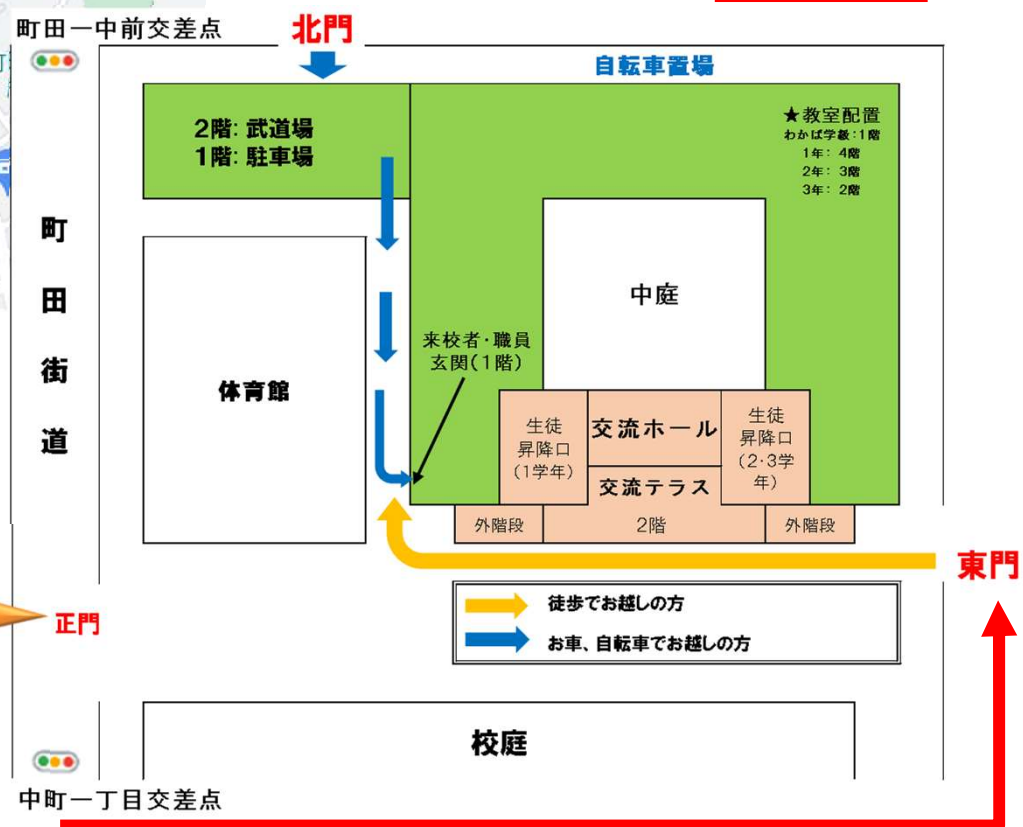 町田一中前交差点
北門
自転車置場
2階: 武道場
1階: 駐車場
★教室配置
わかば学級:1階
1年: 4階
2年: 3階
3年: 2階
町田街道
中庭
来校者・職員
玄関(1階)
体育館
生徒
昇降口
(1学年)
交流ホール
生徒
昇降口
(2・3学
年)
交流テラス
外階段
2階
外階段
東門
徒歩でお越しの方
正門
お車、自転車でお越しの方
校庭
中町一丁目交差点